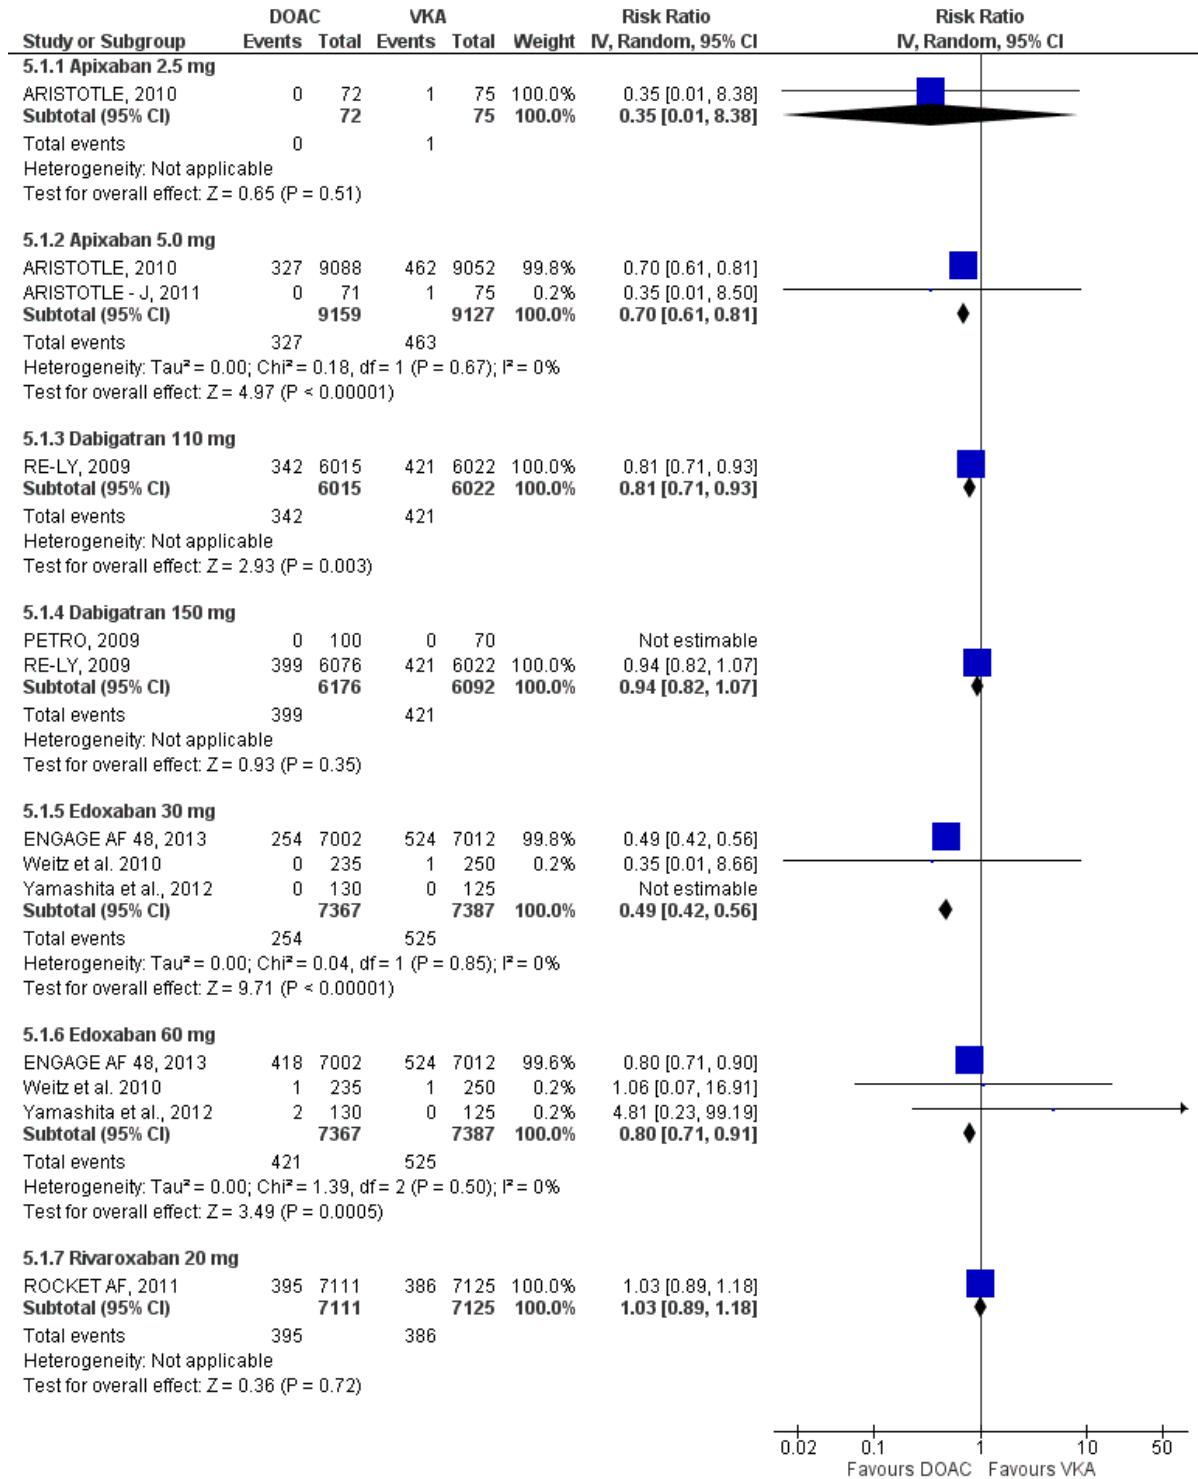 DOAC VKA Risk Ratio Risk Ratio
Study or Subgroup Events Total Events Total Weight IV, Random, 95% CI IV, Random, 95% CI
5.1.1 Apixaban 2.5 mg
ARISTOTLE, 2010 0 72 1 75 100.0% 0.35 [0.01, 8.38]
Subtotal (95% CI) 72 75 100.0% 0.35 [0.01, 8.38]
Total events 0 1
Heterogeneity: Not applicable
Test for overall effect: Z = 0.65 (P = 0.51)
5.1.2 Apixaban 5.0 mg
ARISTOTLE, 2010 327 9088 462 9052 99.8% 0.70 [0.61, 0.81]
ARISTOTLE - J, 2011 0 71 1 75 0.2% 0.35 [0.01, 8.50]
Subtotal (95% CI) 9159 9127 100.0% 0.70 [0.61, 0.81]
Total events 327 463
Heterogeneity: Tau² = 0.00; Chi² = 0.18, df = 1 (P = 0.67); I² = 0%
Test for overall effect: Z = 4.97 (P < 0.00001)
5.1.3 Dabigatran 110 mg
RE-LY, 2009 342 6015 421 6022 100.0% 0.81 [0.71, 0.93]
Subtotal (95% CI) 6015 6022 100.0% 0.81 [0.71, 0.93]
Total events 342 421
Heterogeneity: Not applicable
Test for overall effect: Z = 2.93 (P = 0.003)
5.1.4 Dabigatran 150 mg
PETRO, 2009 0 100 0 70 Not estimable
RE-LY, 2009 399 6076 421 6022 100.0% 0.94 [0.82, 1.07]
Subtotal (95% CI) 6176 6092 100.0% 0.94 [0.82, 1.07]
Total events 399 421
Heterogeneity: Not applicable
Test for overall effect: Z = 0.93 (P = 0.35)
5.1.5 Edoxaban 30 mg
ENGAGE AF 48, 2013 254 7002 524 7012 99.8% 0.49 [0.42, 0.56]
Weitz et al. 2010 0 235 1 250 0.2% 0.35 [0.01, 8.66]
Yamashita et al., 2012 0 130 0 125 Not estimable
Subtotal (95% CI) 7367 7387 100.0% 0.49 [0.42, 0.56]
Total events 254 525
Heterogeneity: Tau² = 0.00; Chi² = 0.04, df = 1 (P = 0.85); I² = 0%
Test for overall effect: Z = 9.71 (P < 0.00001)
5.1.6 Edoxaban 60 mg
ENGAGE AF 48, 2013 418 7002 524 7012 99.6% 0.80 [0.71, 0.90]
Weitz et al. 2010 1 235 1 250 0.2% 1.06 [0.07, 16.91]
Yamashita et al., 2012 2 130 0 125 0.2% 4.81 [0.23, 99.19]
Subtotal (95% CI) 7367 7387 100.0% 0.80 [0.71, 0.91]
Total events 421 525
Heterogeneity: Tau² = 0.00; Chi² = 1.39, df = 2 (P = 0.50); I² = 0%
Test for overall effect: Z = 3.49 (P = 0.0005)
5.1.7 Rivaroxaban 20 mg
ROCKET AF, 2011 395 7111 386 7125 100.0% 1.03 [0.89, 1.18]
Subtotal (95% CI) 7111 7125 100.0% 1.03 [0.89, 1.18]
Total events 395 386
Heterogeneity: Not applicable
Test for overall effect: Z = 0.36 (P = 0.72)
0.02 0.1 1 10 50
Favours DOAC Favours VKA